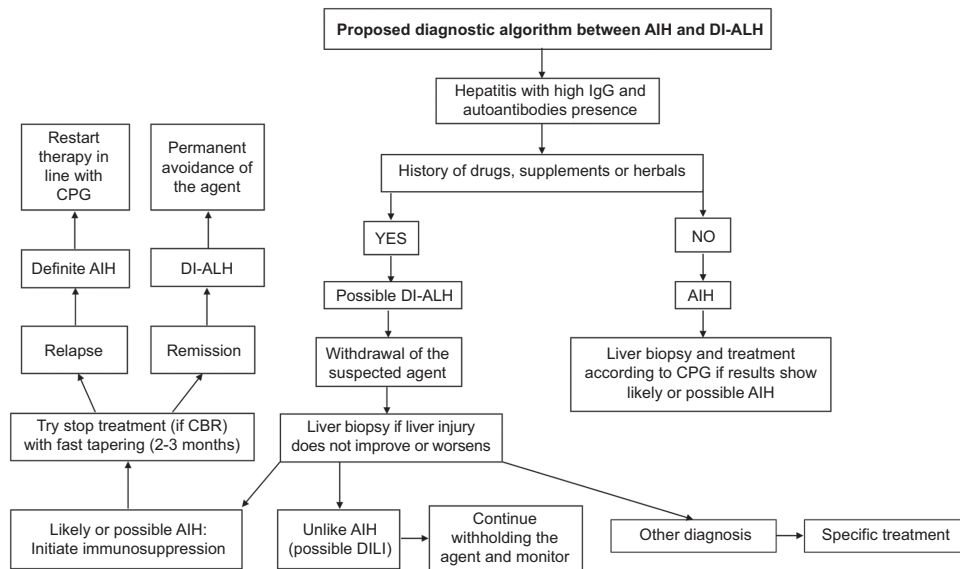 Proposed diagnostic algorithm between AIH and DI-ALH
Hepatitis with high IgG and
autoantibodies presence
History of drugs, supplements or herbals
YES
NO
Possible DI-ALH
AIH
Withdrawal of the
suspected agent
Liver biopsy and treatment
according to CPG if results show
likely or possible AIH
Liver biopsy if liver injury
does not improve or worsens
Likely or possible AIH:
Initiate immunosuppression
Unlike AIH
(possible DILI)
Continue
withholding the
agent and monitor
Other diagnosis
Specific treatment
Try stop treatment (if CBR)
with fast tapering (2-3 months)
Relapse
Remission
Definite AIH
DI-ALH
Restart
therapy in
line with
CPG
Permanent
avoidance of
the agent